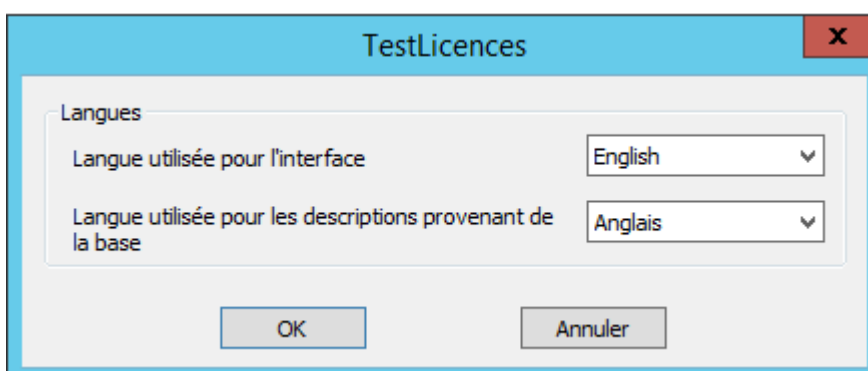 TestLicences
x
Langues
Langue utilisée pour l'interface
English
Langue utilisée pour les descriptions provenant de
la base
Anglais
OK
Annuler